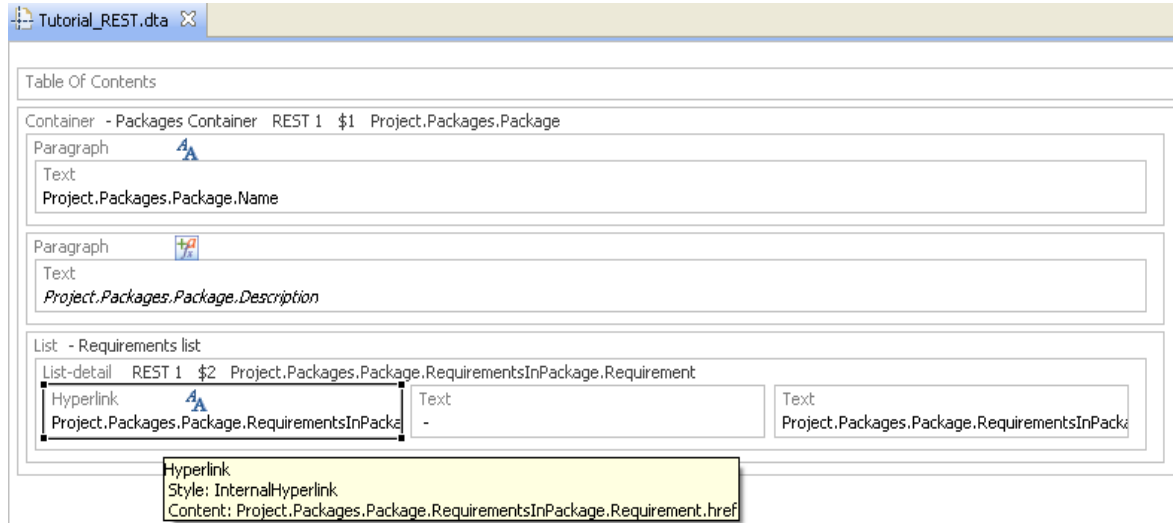 Tutorial_REST.dta
Table Of Contents
Container - Packages Container REST 1 $1 Project.Packages.Package
Paragraph
Text
Project.Packages.Package.Name
Paragraph
Text
Project.Packages.Package.Description
List - Requirements list
List-detail REST 1 $2 Project.Packages.Package.RequirementsInPackage.Requirement
Hyperlink Text Text
Project.Packages.Package.RequirementsInPacka - Project.Packages.Package.RequirementsInPacka
Hyperlink
Style: InternalHyperlink
Content: Project.Packages.Package.RequirementsInPackage.Requirement.href